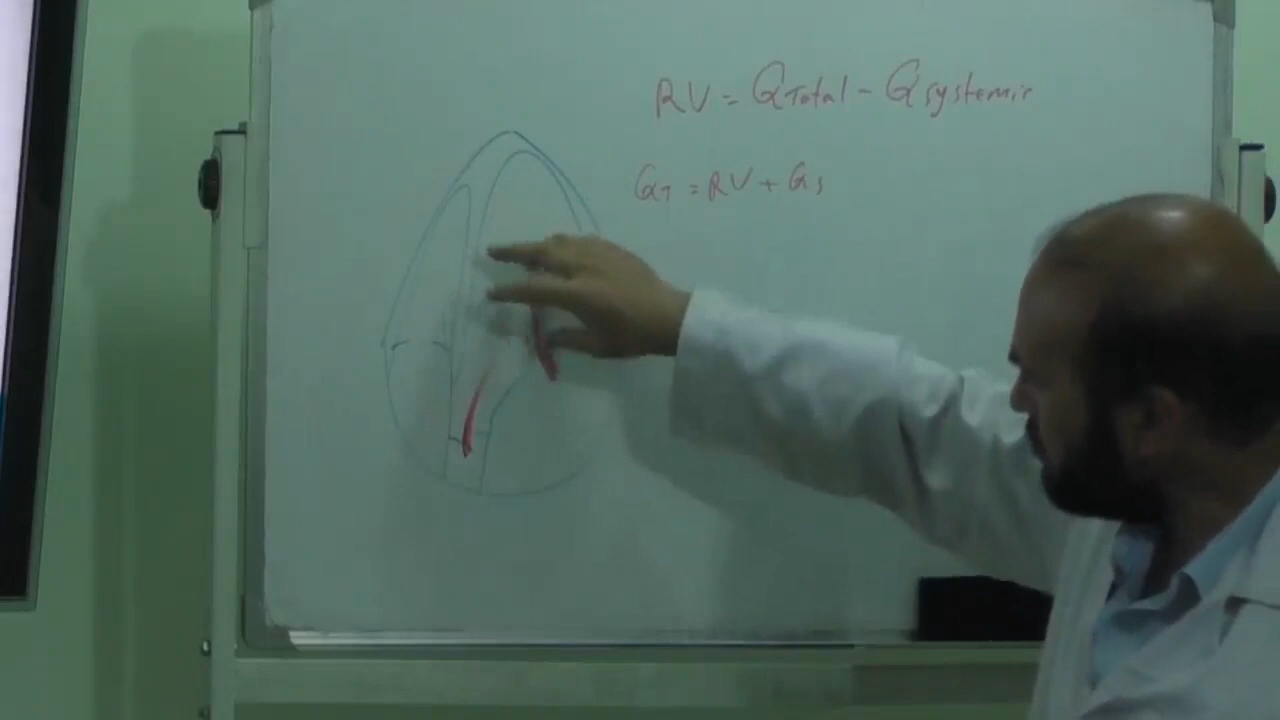 RV = QTotal - Qsystemic
QT = RV + Qs